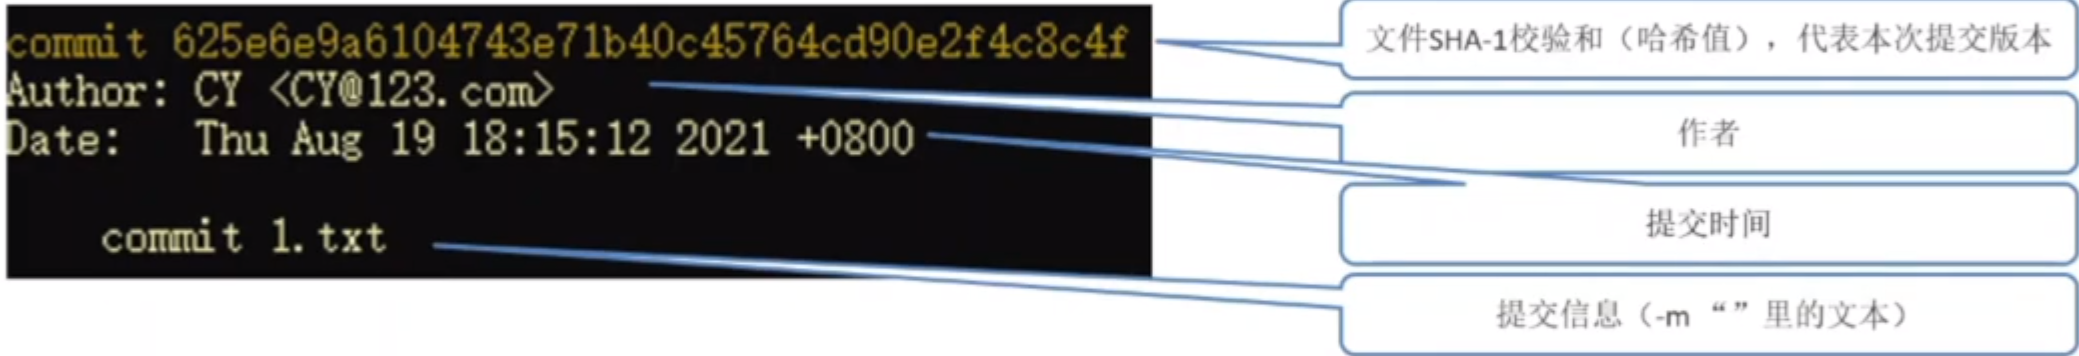 commit 625e6e9a6104743e71b40c45764cd90e2f4c8c4f
Author: CY <CY@123.com>
Date:   Thu Aug 19 18:15:12 2021 +0800
commit 1.txt
文件SHA-1校验和（哈希值），代表本次提交版本
作者
提交时间
提交信息（-m “” 里的文本）